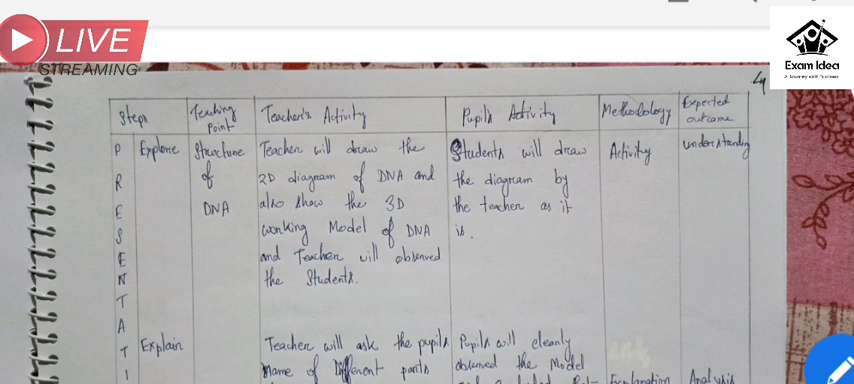 LIVE
STREAMING
Exam Idea
A Journey with Success
4
Steps
Teaching
Point
Teacher's Activity
Pupils Activity
Methodology
Expected
outcome
P
R
E
S
E
N
T
A
T
I
Explore
Structure
of
DNA
Teacher will draw the
2D diagram of DNA and
also show the 3D
working Model of DNA
and Teacher will observed
the Students.
Students will draw
the diagram by
the teacher as it
is.
Activity
understanding
Explain
Teacher will ask the pupils
name of Different parts
Pupils will clearly
observed the Model
Explanation
Analysis